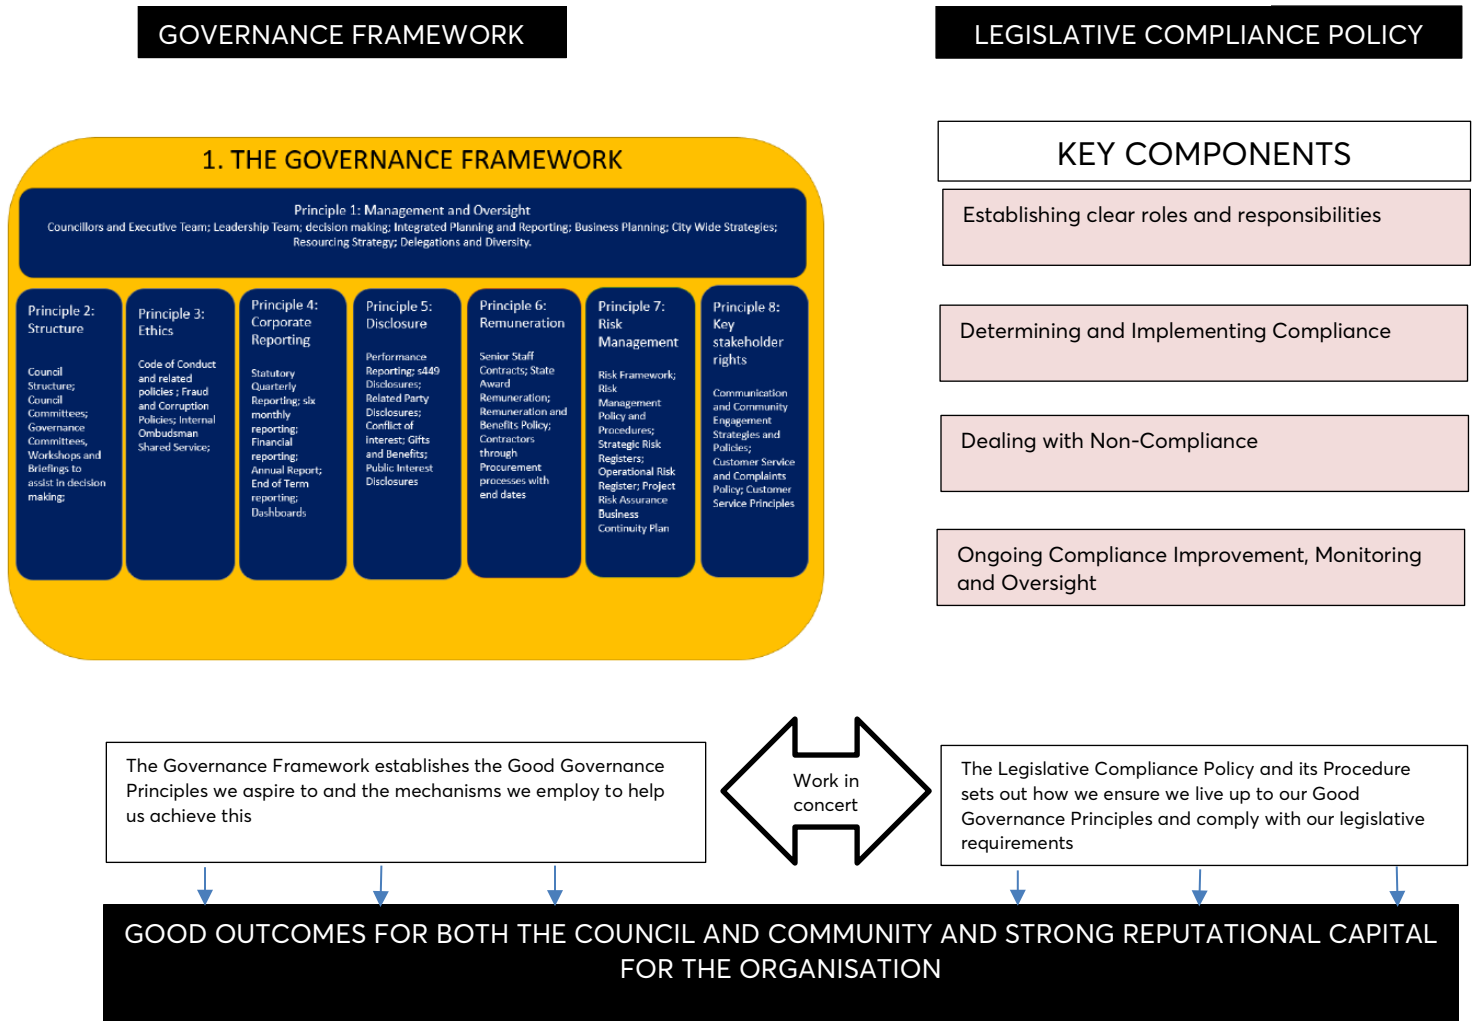 GOVERNANCE FRAMEWORK
LEGISLATIVE COMPLIANCE POLICY
1. THE GOVERNANCE FRAMEWORK
Principle 1: Management and Oversight
Councillors and Executive Team; Leadership Team; decision making; Integrated Planning and Reporting; Business Planning; City Wide Strategies;
Resourcing Strategy; Delegations and Diversity.
Principle 2:
Structure
Council
Structure;
Council
Committees;
Governance
Committees,
Workshops and
Briefings to
assist in decision
making;
Principle 3:
Ethics
Code of Conduct
and related
policies ; Fraud
and Corruption
Policies; Internal
Ombudsman
Shared Service;
Principle 4:
Corporate
Reporting
Statutory
Quarterly
Reporting; six
monthly
reporting;
Financial
reporting;
Annual Report;
End of Term
reporting;
Dashboards
Principle 5:
Disclosure
Performance
Reporting; s449
Disclosures;
Related Party
Disclosures;
Conflict of
interest; Gifts
and Benefits;
Public Interest
Disclosures
Principle 6:
Remuneration
Senior Staff
Contracts; State
Award
Remuneration;
Remuneration and
Benefits Policy;
Contractors
through
Procurement
processes with
end dates
Principle 7:
Risk
Management
Risk Framework;
Risk
Management
Policy and
Procedures;
Strategic Risk
Registers;
Operational Risk
Register; Project
Risk Assurance
Business
Continuity Plan
Principle 8:
Key
stakeholder
rights
Communication
and Community
Engagement
Strategies and
Policies;
Customer Service
and Complaints
Policy; Customer
Service Principles
KEY COMPONENTS
Establishing clear roles and responsibilities
Determining and Implementing Compliance
Dealing with Non-Compliance
Ongoing Compliance Improvement, Monitoring
and Oversight
The Governance Framework establishes the Good Governance
Principles we aspire to and the mechanisms we employ to help
us achieve this
Work in
concert
The Legislative Compliance Policy and its Procedure
sets out how we ensure we live up to our Good
Governance Principles and comply with our legislative
requirements
GOOD OUTCOMES FOR BOTH THE COUNCIL AND COMMUNITY AND STRONG REPUTATIONAL CAPITAL
FOR THE ORGANISATION